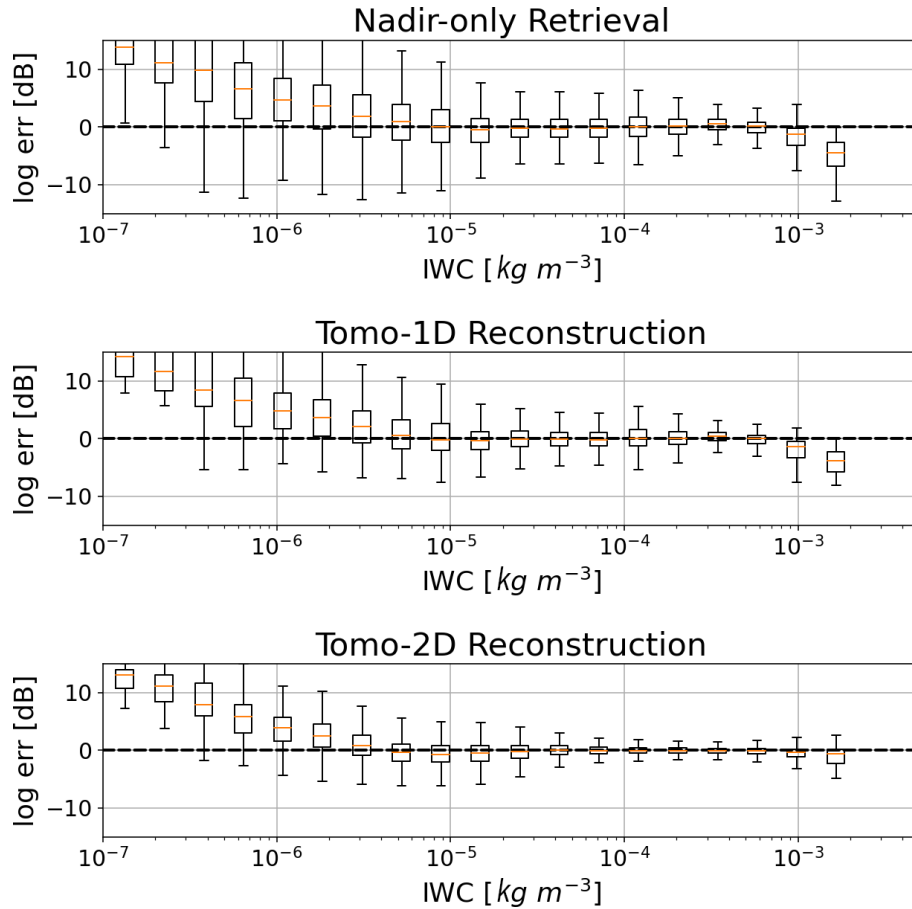 Nadir-only Retrieval
log err [dB]
10
0
−10
10⁻⁷ 10⁻⁶ 10⁻⁵ 10⁻⁴ 10⁻³
IWC [kg m⁻³]
Tomo-1D Reconstruction
log err [dB]
10
0
−10
10⁻⁷ 10⁻⁶ 10⁻⁵ 10⁻⁴ 10⁻³
IWC [kg m⁻³]
Tomo-2D Reconstruction
log err [dB]
10
0
−10
10⁻⁷ 10⁻⁶ 10⁻⁵ 10⁻⁴ 10⁻³
IWC [kg m⁻³]